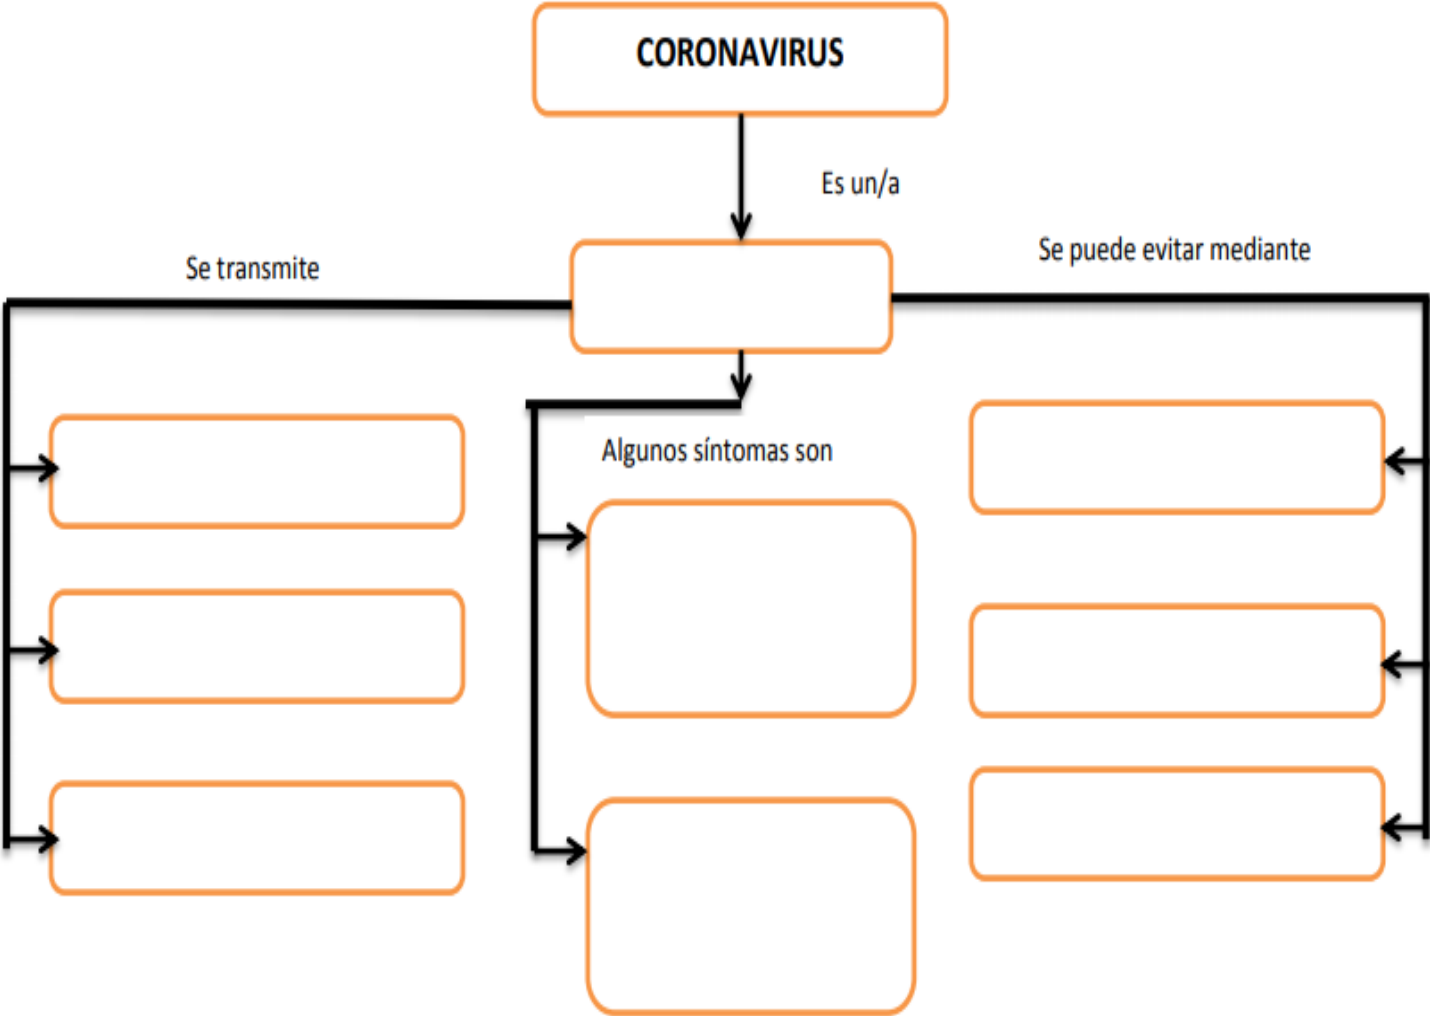 CORONAVIRUS
Es un/a
Se transmite
Se puede evitar mediante
Algunos síntomas son